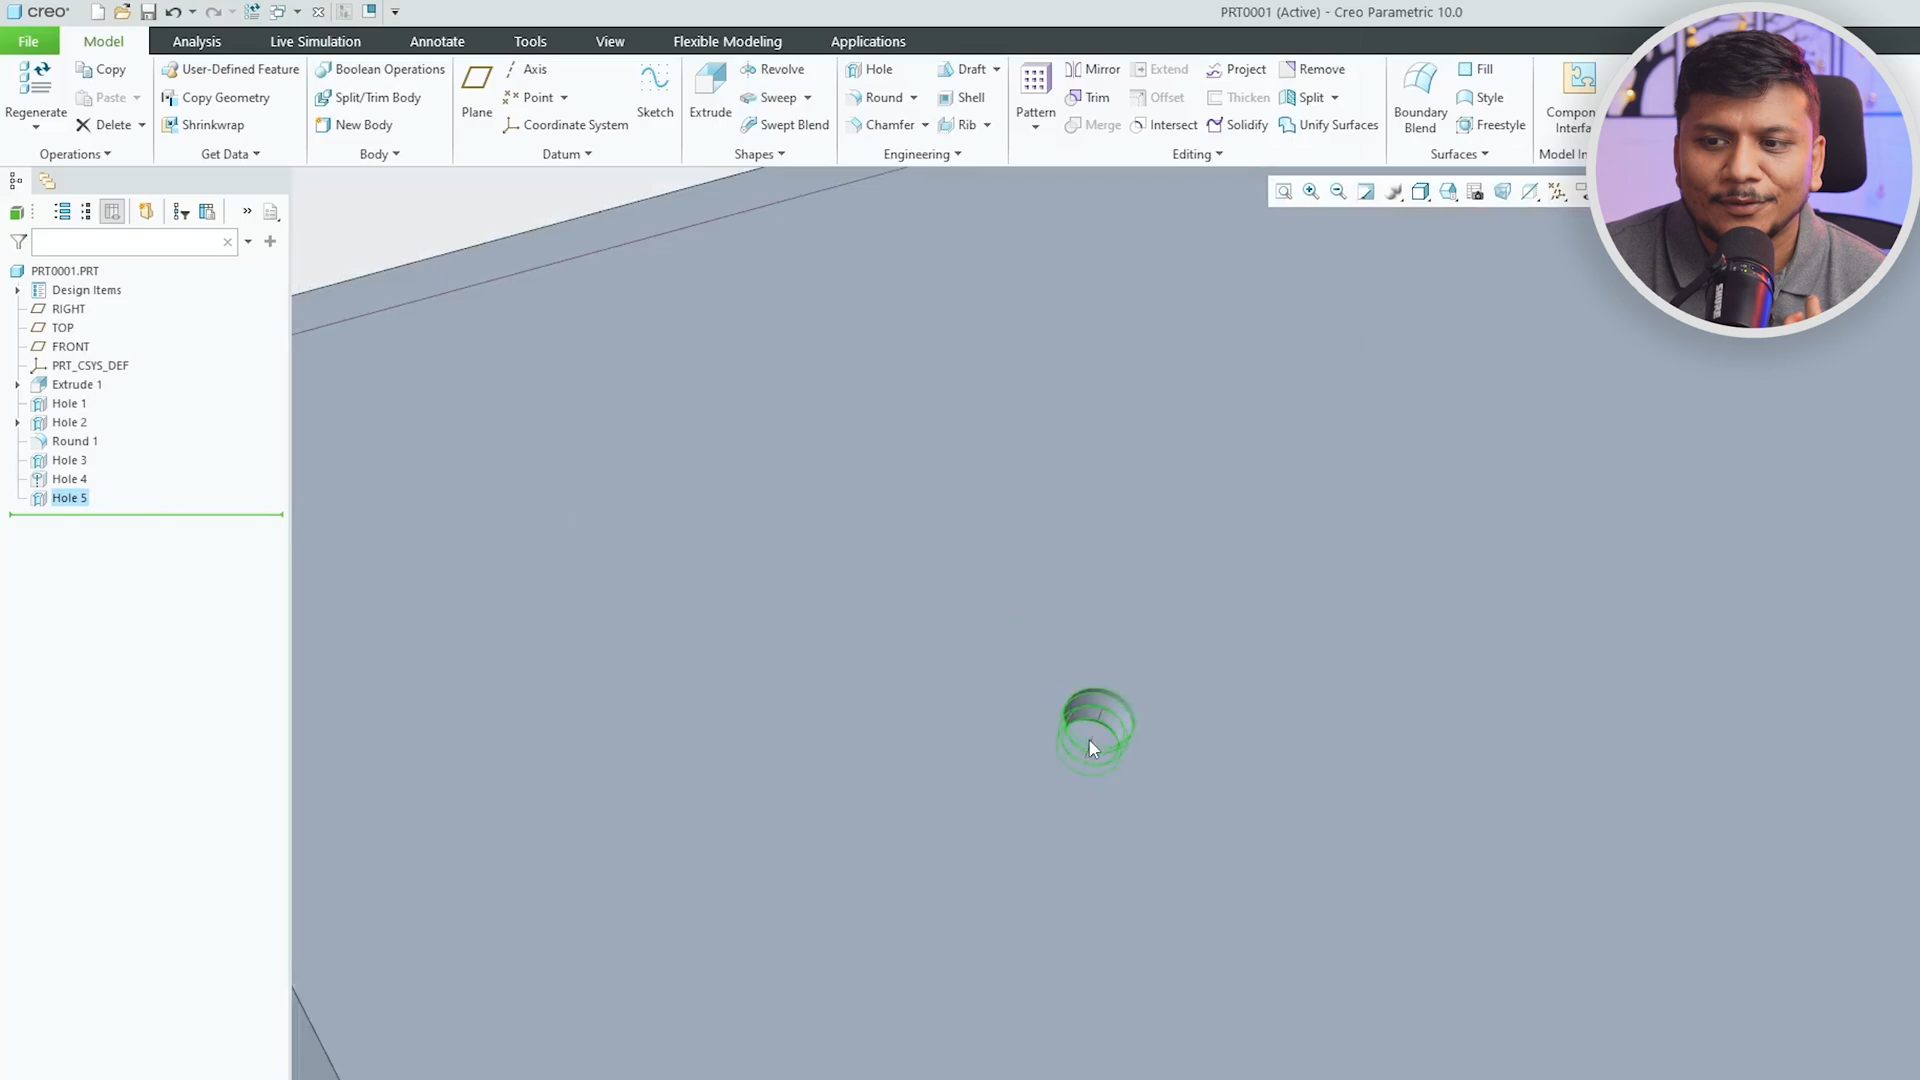 creo
PRT0001 (Active) - Creo Parametric 10.0
File Model Analysis Live Simulation Annotate Tools View Flexible Modeling Applications
Regenerate
Copy
Paste
Delete
Operations
User-Defined Feature
Copy Geometry
Shrinkwrap
Get Data
Boolean Operations
Split/Trim Body
New Body
Body
Plane
Axis
Point
Coordinate System
Sketch
Datum
Extrude
Revolve
Sweep
Swept Blend
Shapes
Hole
Round
Chamfer
Draft
Shell
Rib
Engineering
Pattern
Mirror
Trim
Merge
Extend
Offset
Intersect
Project
Thicken
Solidify
Remove
Split
Unify Surfaces
Editing
Boundary
Blend
Fill
Style
Freestyle
Surfaces
Compon
Interfa
Model In
PRT0001.PRT
Design Items
RIGHT
TOP
FRONT
PRT_CSYS_DEF
Extrude 1
Hole 1
Hole 2
Round 1
Hole 3
Hole 4
Hole 5
SHURE